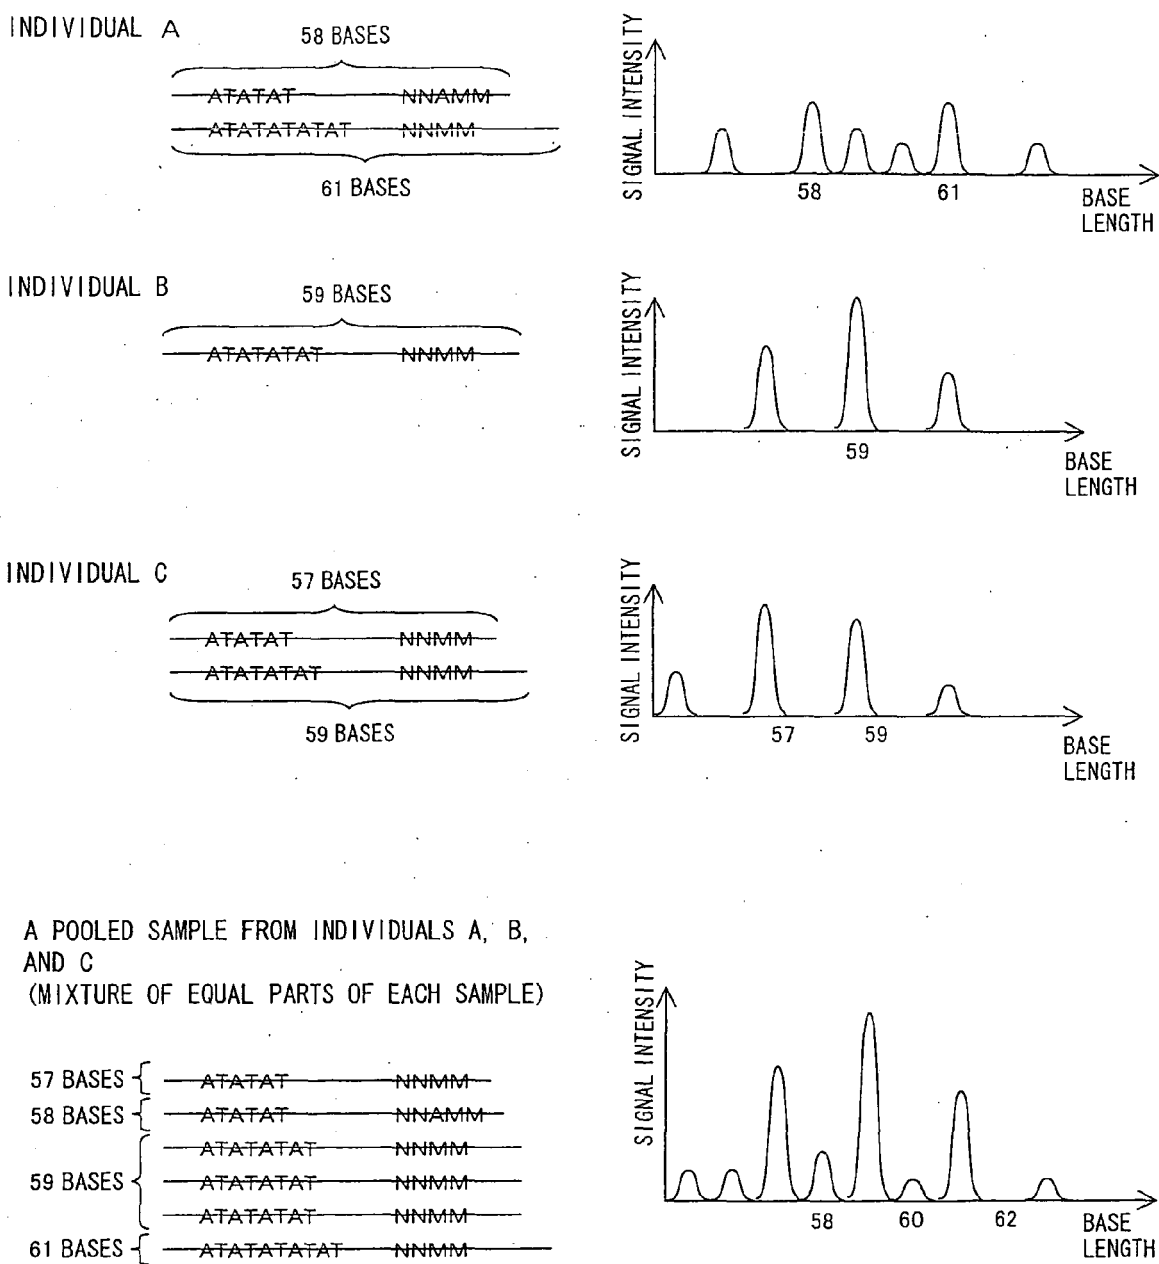 INDIVIDUAL A
58 BASES
ATATAT NNAMM
ATATATATAT NNMM
61 BASES
SIGNAL INTENSITY
58 61
BASE
LENGTH
INDIVIDUAL B
59 BASES
ATATATAT NNMM
SIGNAL INTENSITY
59
BASE
LENGTH
INDIVIDUAL C
57 BASES
ATATAT NNMM
ATATATAT NNMM
59 BASES
SIGNAL INTENSITY
57 59
BASE
LENGTH
A POOLED SAMPLE FROM INDIVIDUALS A, B,
AND C
(MIXTURE OF EQUAL PARTS OF EACH SAMPLE)
57 BASES ATATAT NNMM
58 BASES ATATAT NNAMM
ATATATAT NNMM
59 BASES ATATATAT NNMM
ATATATAT NNMM
61 BASES ATATATATAT NNMM
SIGNAL INTENSITY
58 60 62
BASE
LENGTH